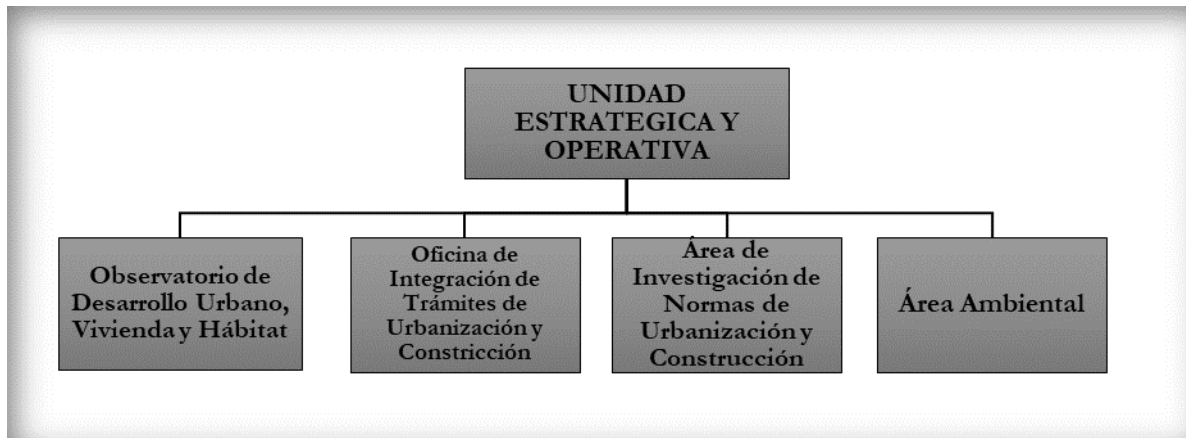 UNIDAD
ESTRATEGICA Y
OPERATIVA
Observatorio de
Desarrollo Urbano,
Vivienda y Hábitat
Oficina de
Integración de
Trámites de
Urbanización y
Constricción
Área de
Investigación de
Normas de
Urbanización y
Construcción
Área Ambiental